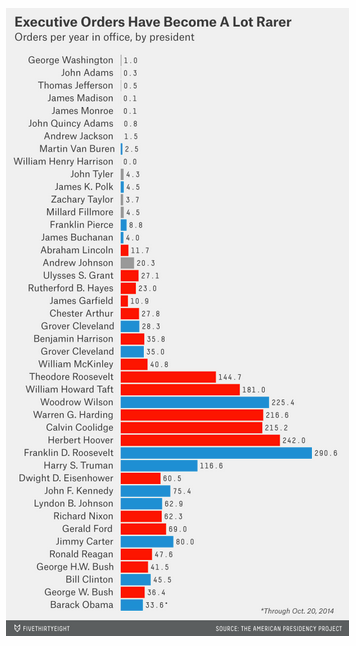 Executive Orders Have Become A Lot Rarer
Orders per year in office, by president
George Washington 1.0
John Adams 0.3
Thomas Jefferson 0.5
James Madison 0.1
James Monroe 0.1
John Quincy Adams 0.8
Andrew Jackson 1.5
Martin Van Buren 2.5
William Henry Harrison 0.0
John Tyler 4.3
James K. Polk 4.5
Zachary Taylor 3.7
Millard Fillmore 4.5
Franklin Pierce 8.8
James Buchanan 4.0
Abraham Lincoln 11.7
Andrew Johnson 20.3
Ulysses S. Grant 27.1
Rutherford B. Hayes 23.0
James Garfield 10.9
Chester Arthur 27.8
Grover Cleveland 28.3
Benjamin Harrison 35.8
Grover Cleveland 35.0
William McKinley 40.8
Theodore Roosevelt 144.7
William Howard Taft 181.0
Woodrow Wilson 225.4
Warren G. Harding 216.6
Calvin Coolidge 215.2
Herbert Hoover 242.0
Franklin D. Roosevelt 290.6
Harry S. Truman 116.6
Dwight D. Eisenhower 60.5
John F. Kennedy 75.4
Lyndon B. Johnson 62.9
Richard Nixon 62.3
Gerald Ford 69.0
Jimmy Carter 80.0
Ronald Reagan 47.6
George H.W. Bush 41.5
Bill Clinton 45.5
George W. Bush 36.4
Barack Obama 33.6*
*Through Oct. 20, 2014
FIVETHIRTYEIGHT
SOURCE: THE AMERICAN PRESIDENCY PROJECT